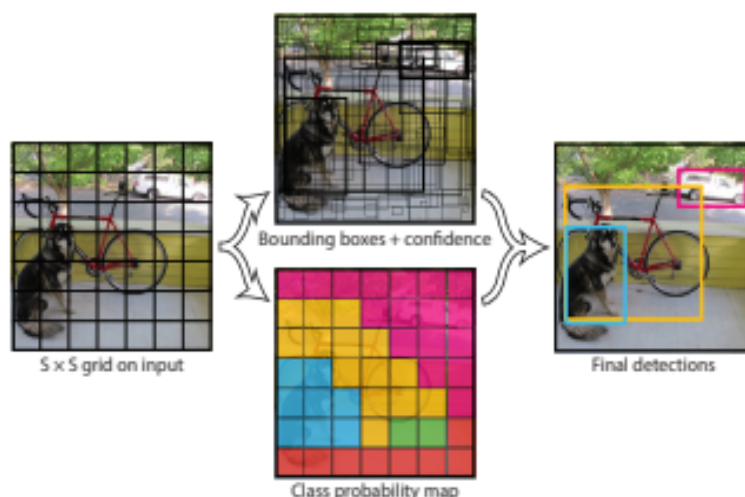 Bounding boxes + confidence
S × S grid on input
Final detections
Class probability map